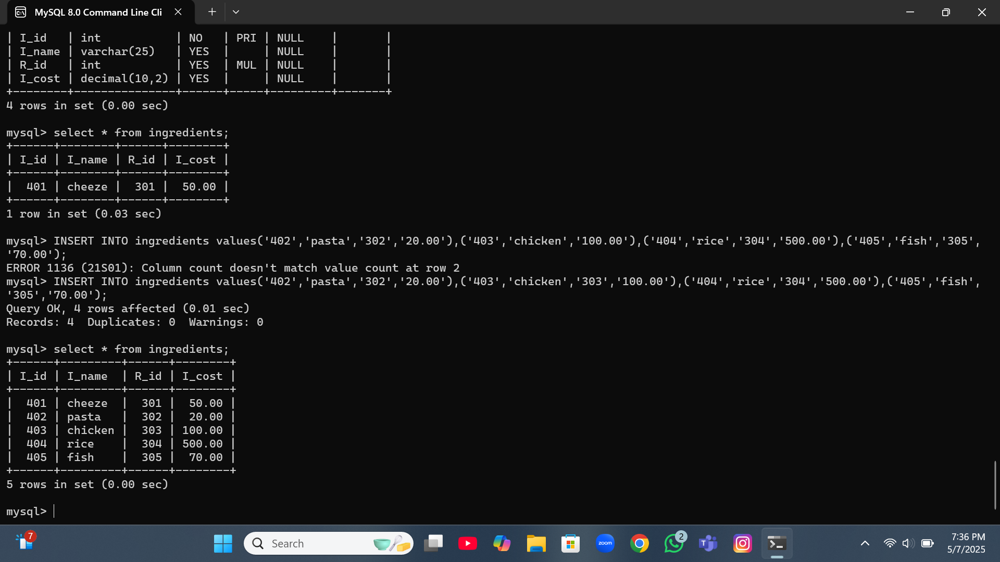 MySQL 8.0 Command Line Cli
| I_id   | int           | NO   | PRI | NULL    |       |
| I_name | varchar(25)   | YES  |     | NULL    |       |
| R_id   | int           | YES  | MUL | NULL    |       |
| I_cost | decimal(10,2) | YES  |     | NULL    |       |
+--------+---------------+------+-----+---------+-------+
4 rows in set (0.00 sec)
mysql> select * from ingredients;
+------+--------+------+--------+
| I_id | I_name | R_id | I_cost |
+------+--------+------+--------+
|  401 | cheeze |  301 |  50.00 |
+------+--------+------+--------+
1 row in set (0.03 sec)
mysql> INSERT INTO ingredients values('402','pasta','302','20.00'),('403','chicken','100.00'),('404','rice','304','500.00'),('405','fish','305',
'70.00');
ERROR 1136 (21S01): Column count doesn't match value count at row 2
mysql> INSERT INTO ingredients values('402','pasta','302','20.00'),('403','chicken','303','100.00'),('404','rice','304','500.00'),('405','fish',
'305','70.00');
Query OK, 4 rows affected (0.01 sec)
Records: 4  Duplicates: 0  Warnings: 0
mysql> select * from ingredients;
+------+---------+------+--------+
| I_id | I_name  | R_id | I_cost |
+------+---------+------+--------+
|  401 | cheeze  |  301 |  50.00 |
|  402 | pasta   |  302 |  20.00 |
|  403 | chicken |  303 | 100.00 |
|  404 | rice    |  304 | 500.00 |
|  405 | fish    |  305 |  70.00 |
+------+---------+------+--------+
5 rows in set (0.00 sec)
mysql>
7
Search
zoom
2
T
7:36 PM
5/7/2025